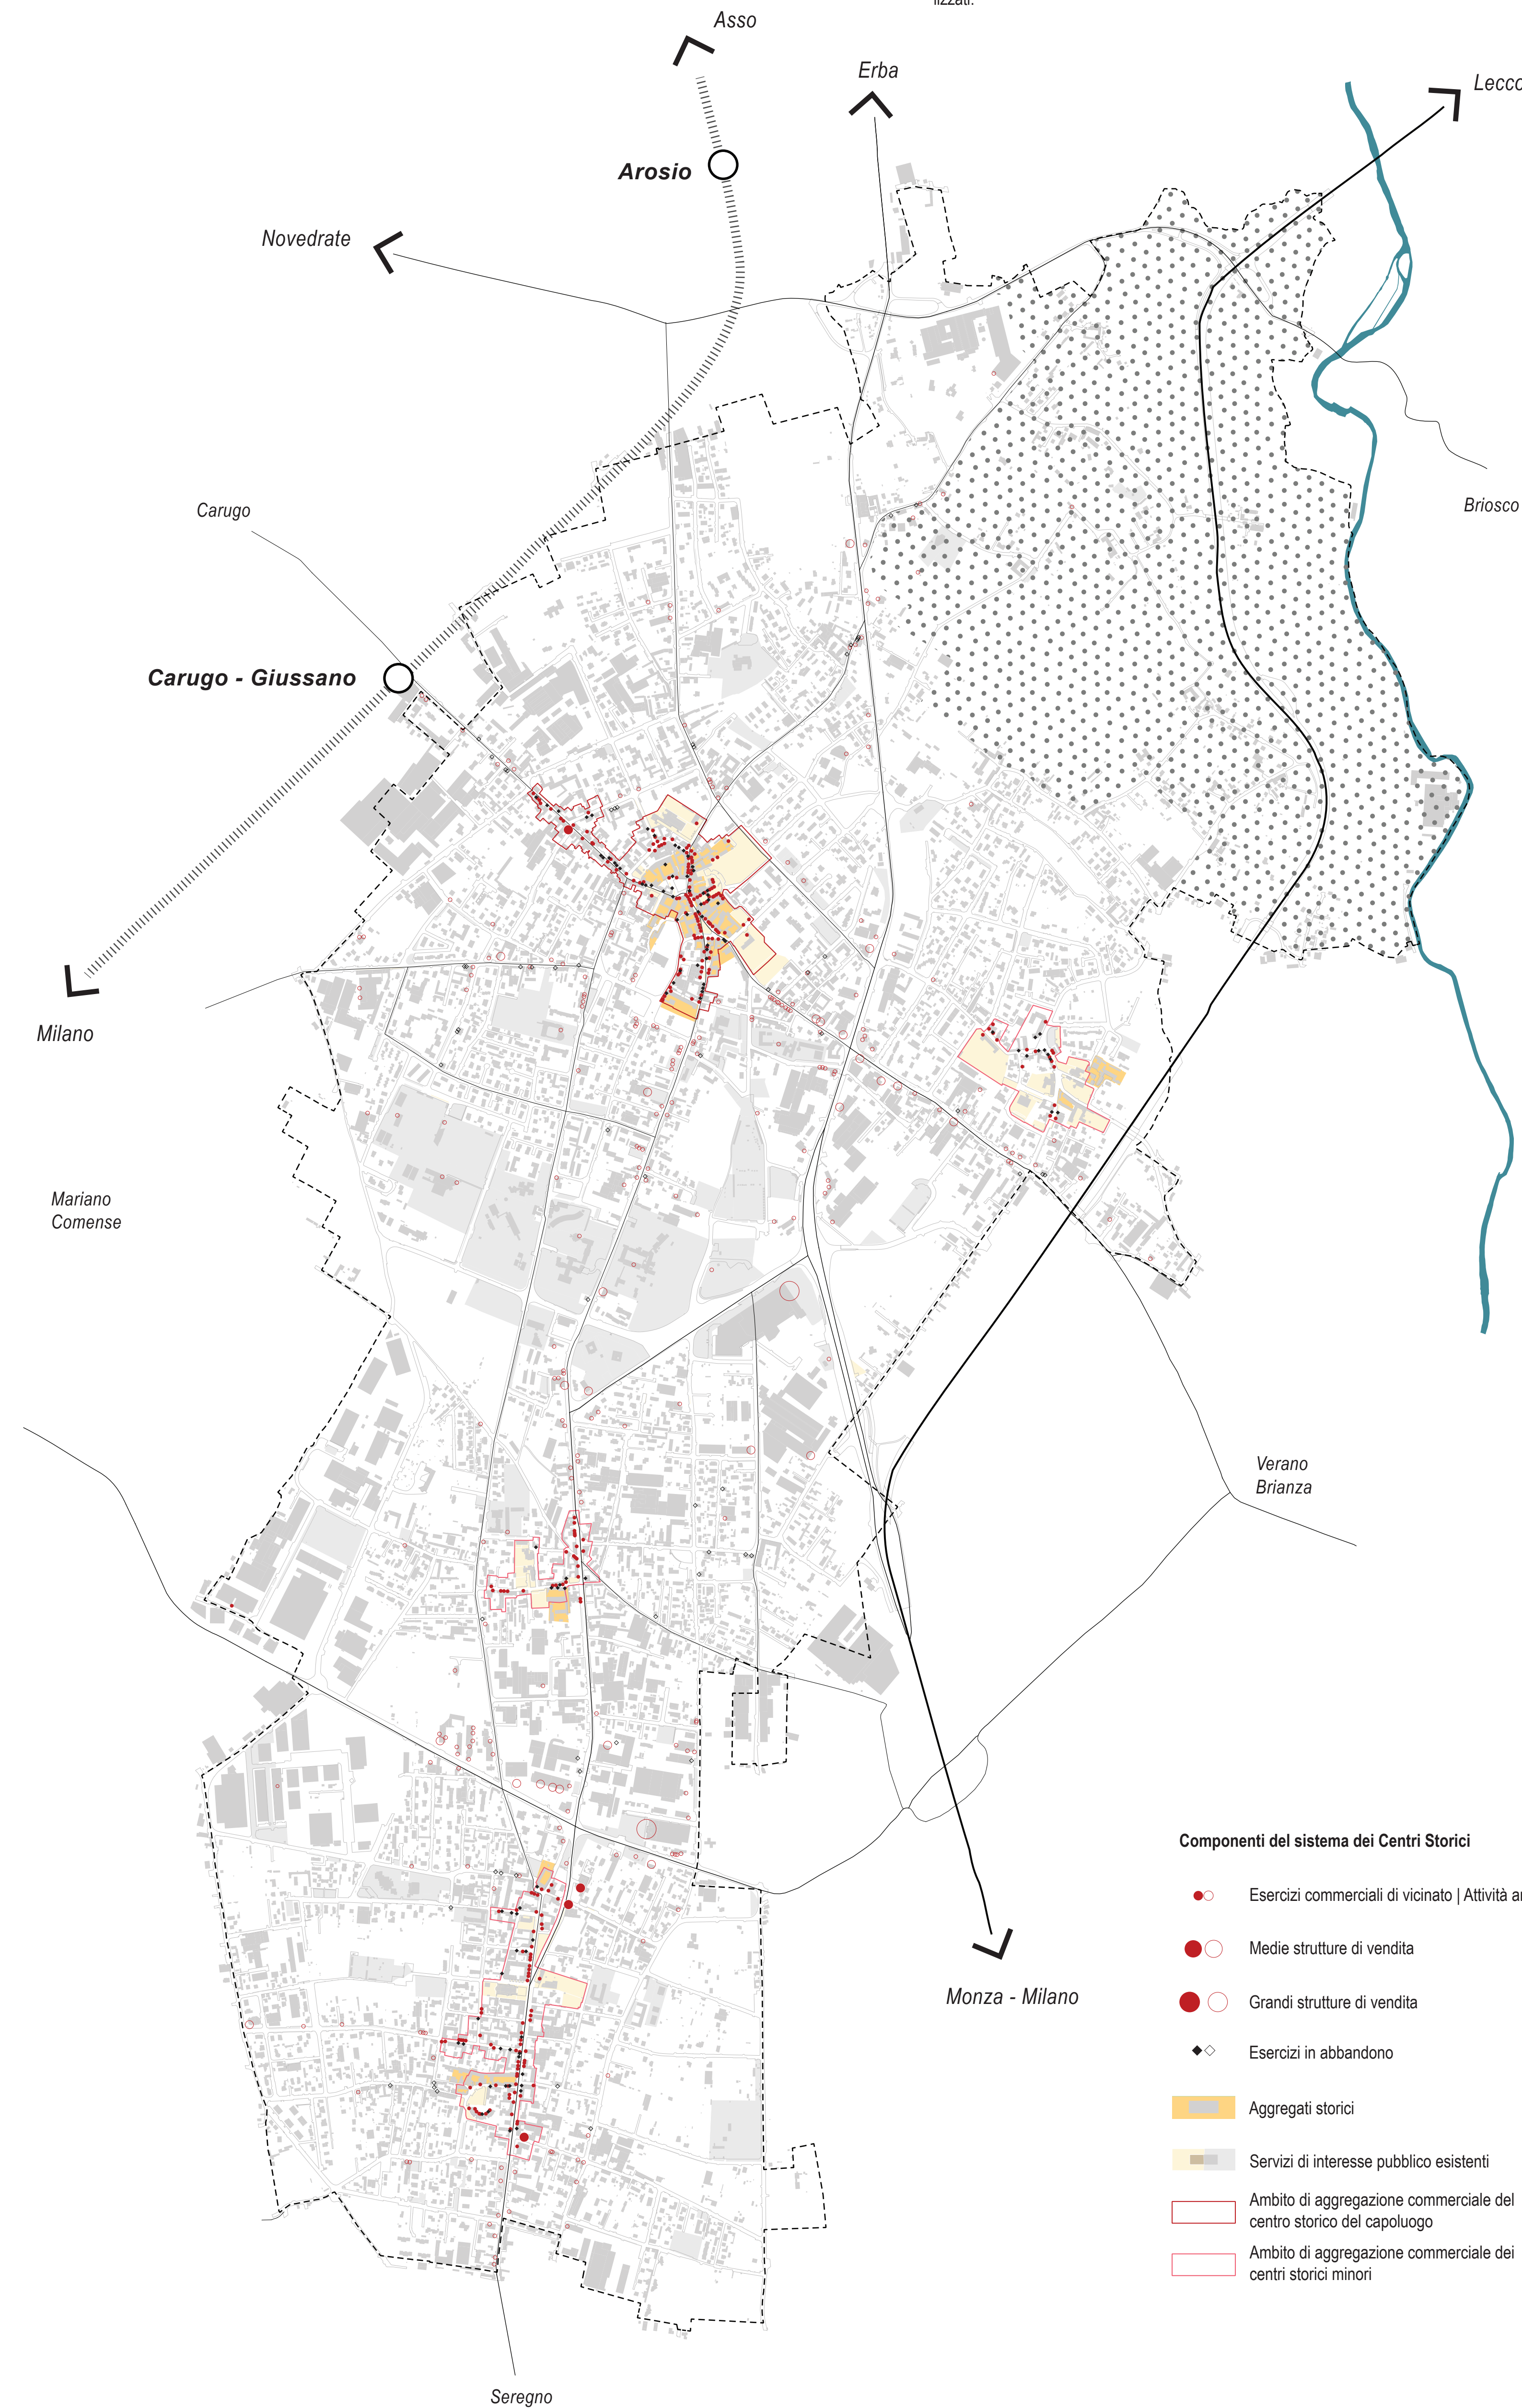 lizzati.
Asso
Erba
Lecco
Arosio
Novedrate
Carugo
Briosco
Carugo - Giussano
Milano
Mariano
Comense
Verano
Brianza
Monza - Milano
Seregno
Componenti del sistema dei Centri Storici
Esercizi commerciali di vicinato | Attività ar
Medie strutture di vendita
Grandi strutture di vendita
Esercizi in abbandono
Aggregati storici
Servizi di interesse pubblico esistenti
Ambito di aggregazione commerciale del
centro storico del capoluogo
Ambito di aggregazione commerciale dei
centri storici minori